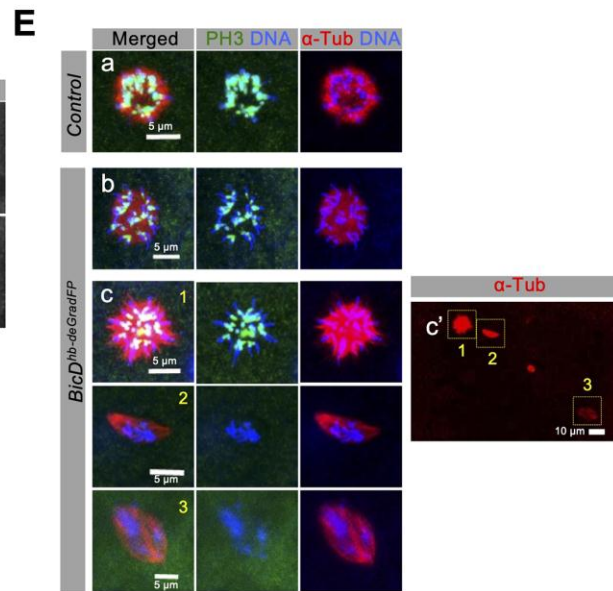 E
Merged PH3 DNA α-Tub DNA
Control
a
5 µm
BicD^hb-deGradFP
b
5 µm
c 1
5 µm
2
5 µm
3
5 µm
α-Tub
c'
1
2
3
10 µm